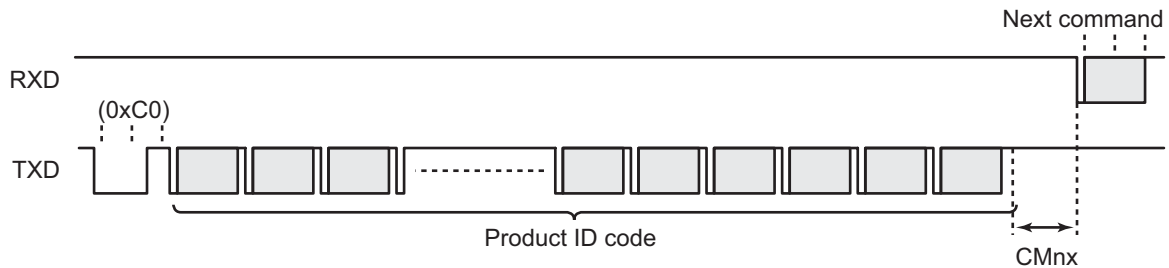 Next command
RXD
(0xC0)
TXD
Product ID code
CMnx